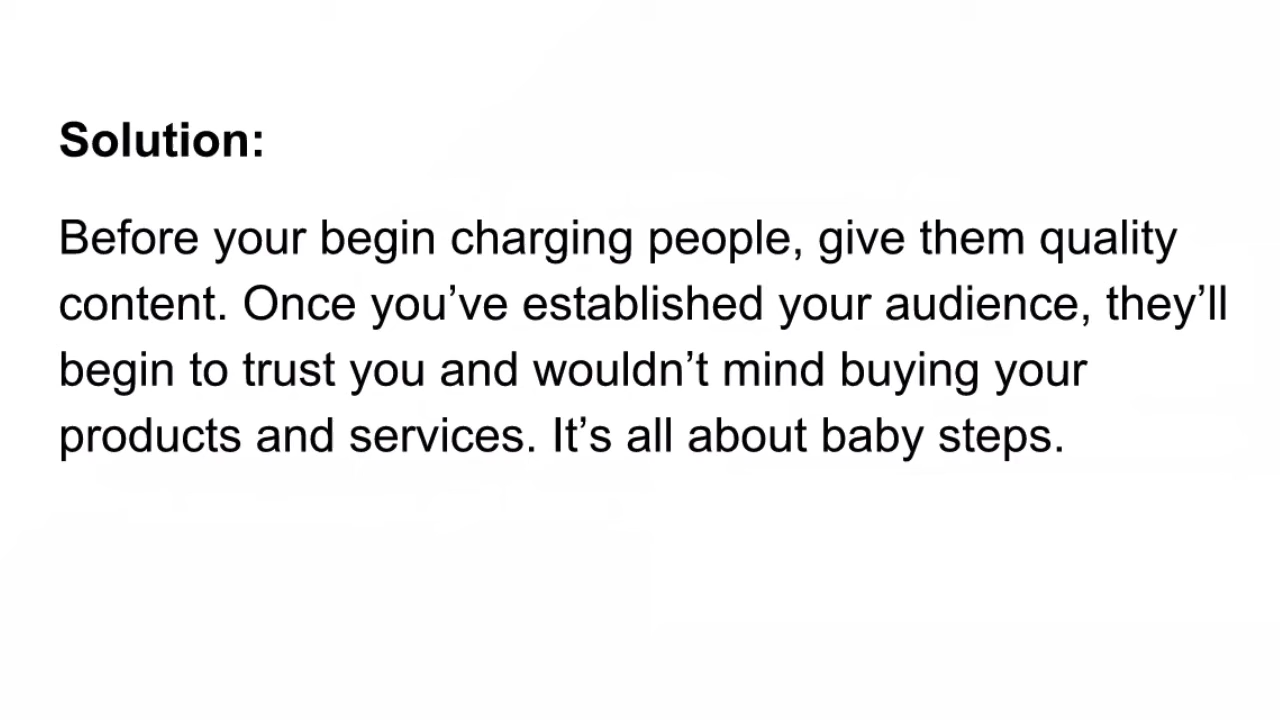 Solution:
Before your begin charging people, give them quality
content. Once you’ve established your audience, they’ll
begin to trust you and wouldn’t mind buying your
products and services. It’s all about baby steps.